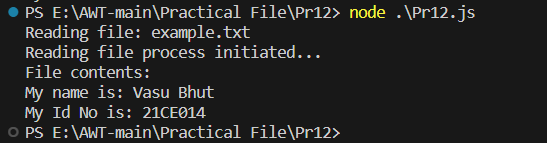 PS E:\AWT-main\Practical File\Pr12> node .\Pr12.js
Reading file: example.txt
Reading file process initiated...
File contents:
My name is: Vasu Bhut
My Id No is: 21CE014
PS E:\AWT-main\Practical File\Pr12>